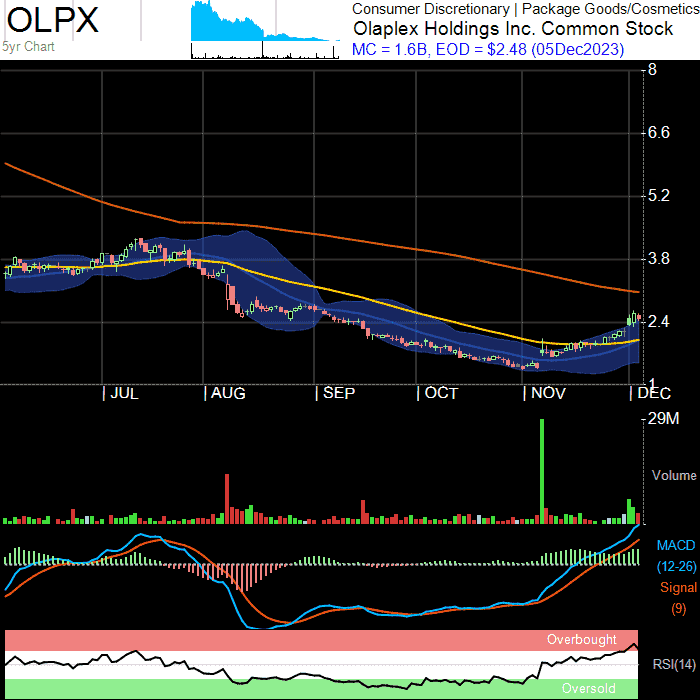 OLPX
5yr Chart
Consumer Discretionary | Package Goods/Cosmetics
Olaplex Holdings Inc. Common Stock
MC = 1.6B, EOD = $2.48 (05Dec2023)
8
6.6
5.2
3.8
2.4
1
JUL
AUG
SEP
OCT
NOV
DEC
29M
Volume
MACD
(12-26)
Signal
(9)
Overbought
RSI(14)
Oversold